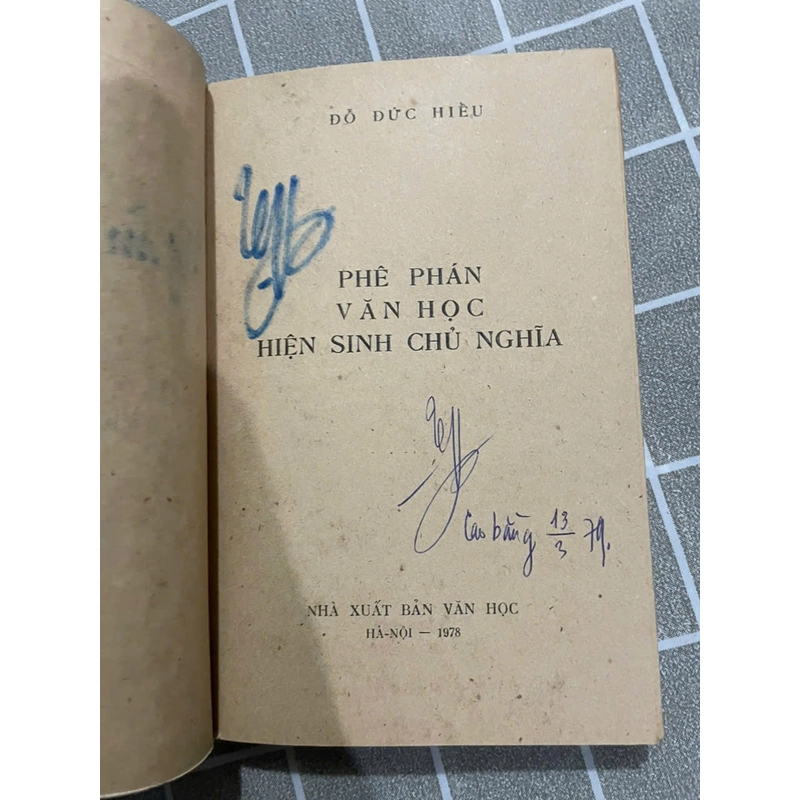 ĐỖ ĐỨC HIỂU
PHÊ PHÁN
VĂN HỌC
HIỆN SINH CHỦ NGHĨA
Cao bằng 13/3 79.
NHÀ XUẤT BẢN VĂN HỌC
HÀ-NỘI — 1978